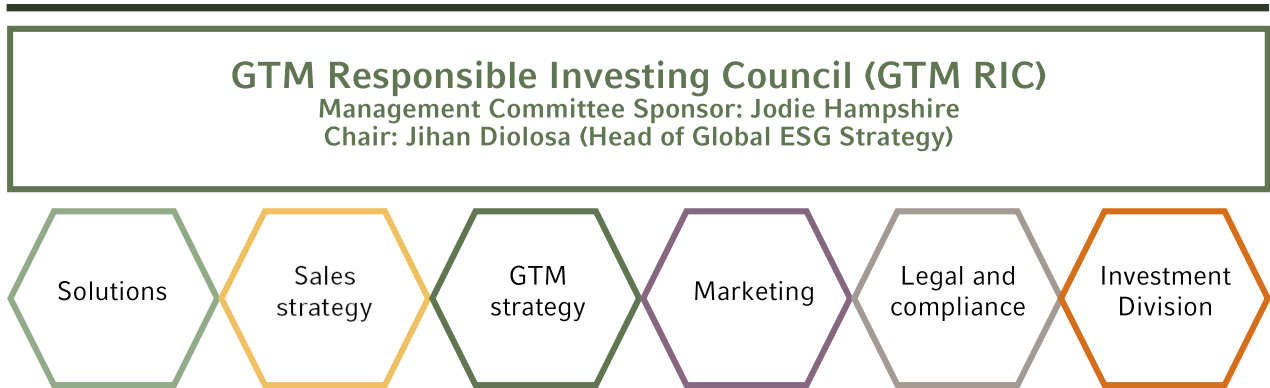 GTM Responsible Investing Council (GTM RIC)
Management Committee Sponsor: Jodie Hampshire
Chair: Jihan Diolosa (Head of Global ESG Strategy)
Solutions
Sales
strategy
GTM
strategy
Marketing
Legal and
compliance
Investment
Division